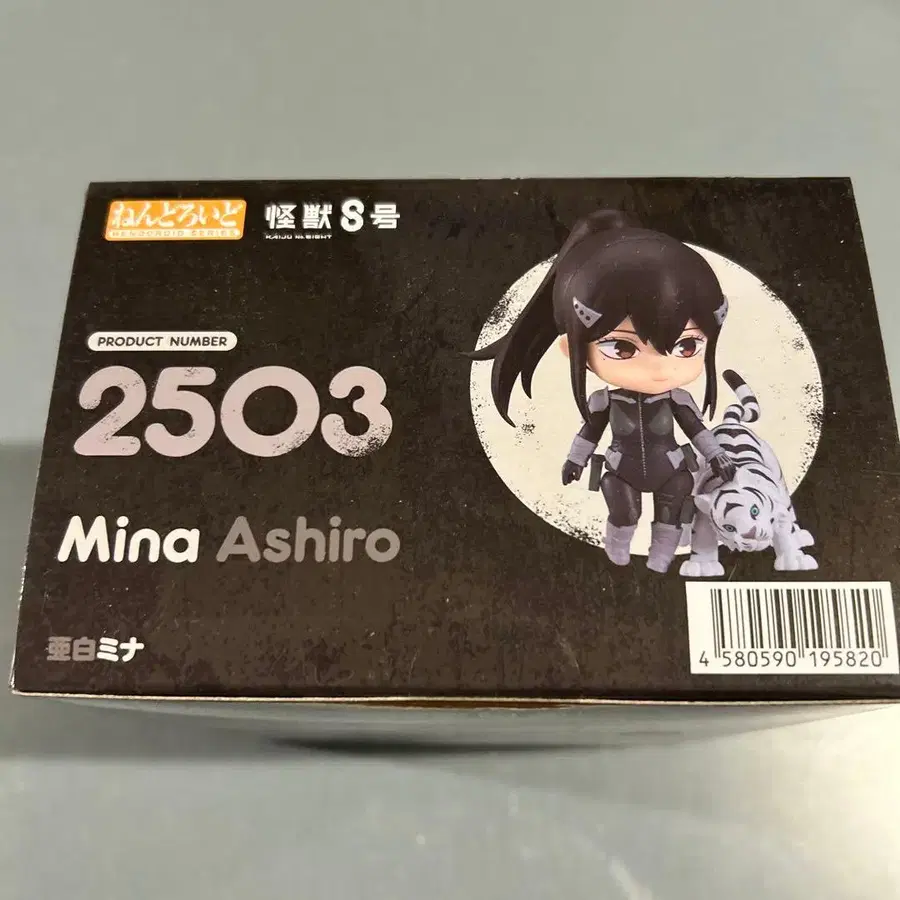 ねんどろいど
NENDOROID SERIES
怪獣8号
KAIJU No.EIGHT
PRODUCT NUMBER
2503
Mina Ashiro
亜白ミナ
4 580590 195820